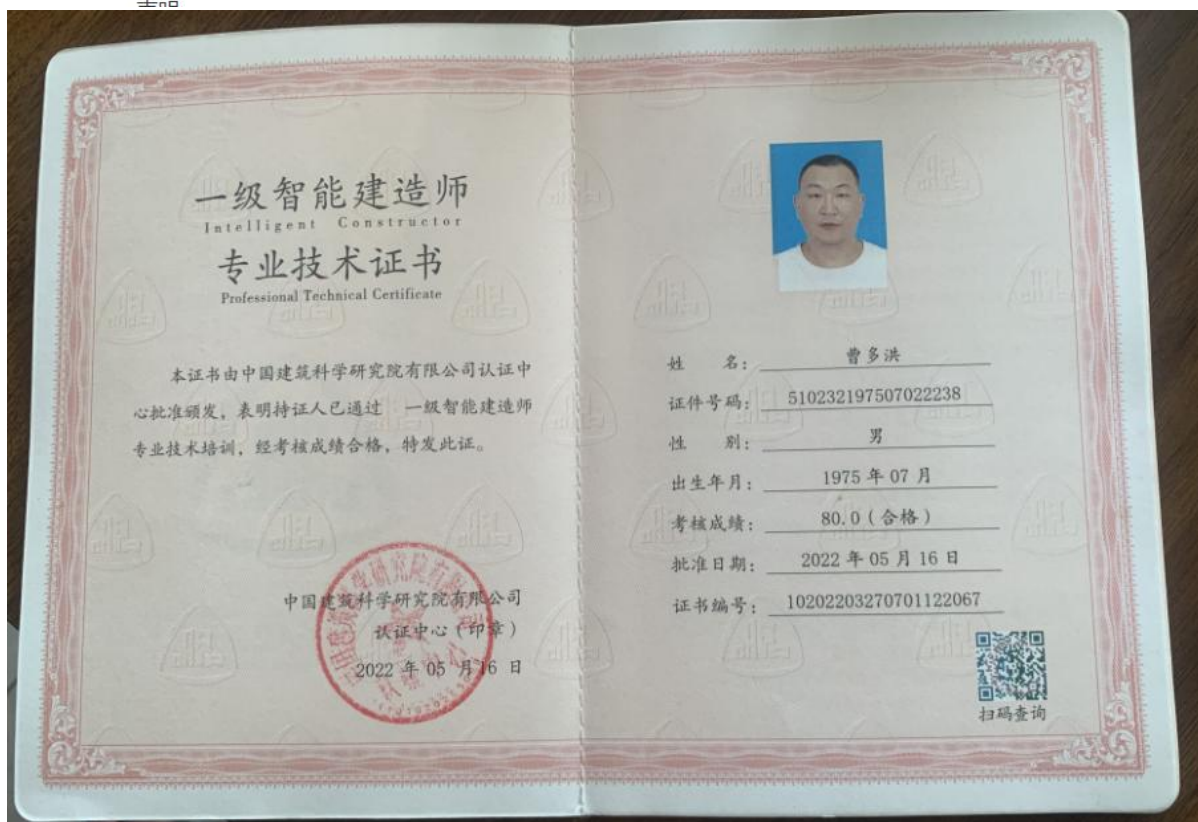 一级智能建造师
Intelligent Constructor
专业技术证书
Professional Technical Certificate
本证书由中国建筑科学研究院有限公司认证中
心批准颁发，表明持证人已通过 一级智能建造师
专业技术培训，经考核成绩合格，特发此证。
中国建筑科学研究院有限公司
认证中心（印章）
2022 年 05 月 16 日
姓 名： 曹多洪
证件号码： 510232197507022238
性 别： 男
出生年月： 1975 年 07 月
考核成绩： 80.0（合格）
批准日期： 2022 年 05 月 16 日
证书编号： 10202203270701122067
扫码查询